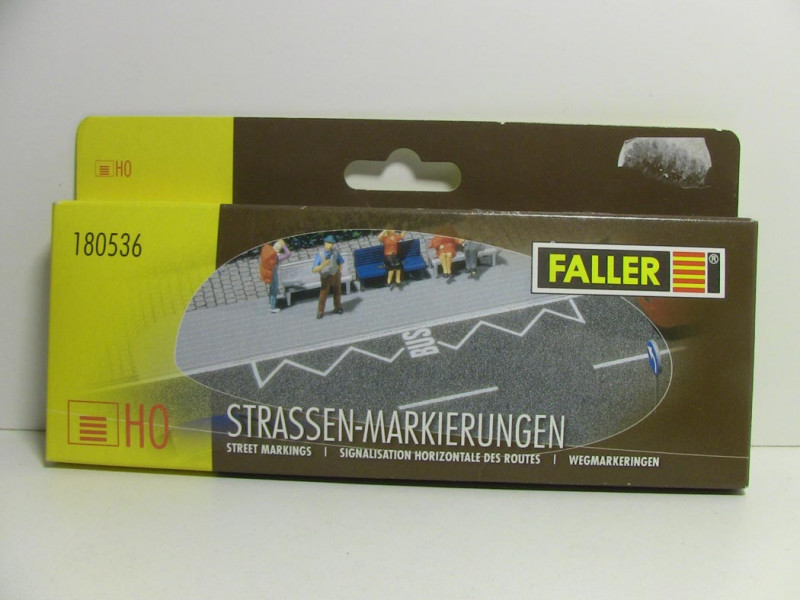 HO
180536
FALLER®
BUS
HO
STRASSEN-MARKIERUNGEN
STREET MARKINGS | SIGNALISATION HORIZONTALE DES ROUTES | WEGMARKERINGEN